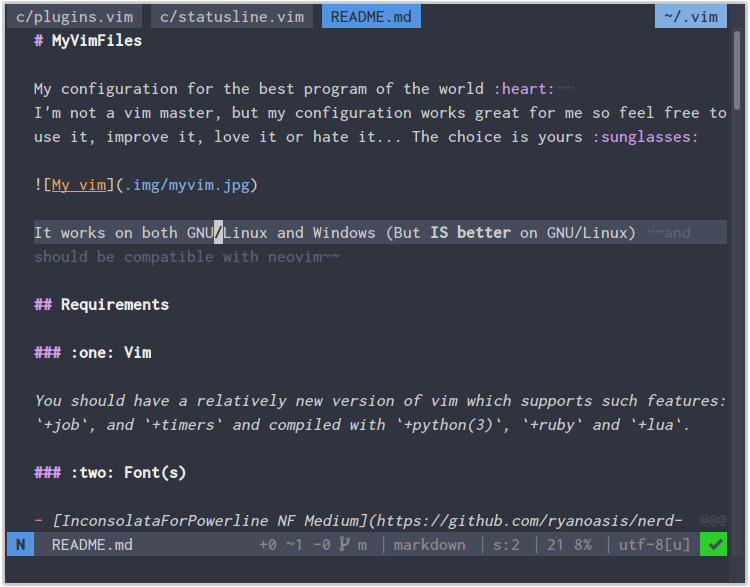 c/plugins.vim c/statusline.vim README.md ~/.vim
# MyVimFiles
My configuration for the best program of the world :heart:~~
I'm not a vim master, but my configuration works great for me so feel free to
use it, improve it, love it or hate it... The choice is yours :sunglasses:
![My vim](.img/myvim.jpg)
It works on both GNU/Linux and Windows (But IS better on GNU/Linux) ~~and
should be compatible with neovim~~
## Requirements
### :one: Vim
You should have a relatively new version of vim which supports such features:
`+job`, and `+timers` and compiled with `+python(3)`, `+ruby` and `+lua`.
### :two: Font(s)
- [InconsolataForPowerline NF Medium](https://github.com/ryanoasis/nerd- @@@
N README.md +0 ~1 -0 m | markdown | s:2 | 21 8% | utf-8[u] ✔